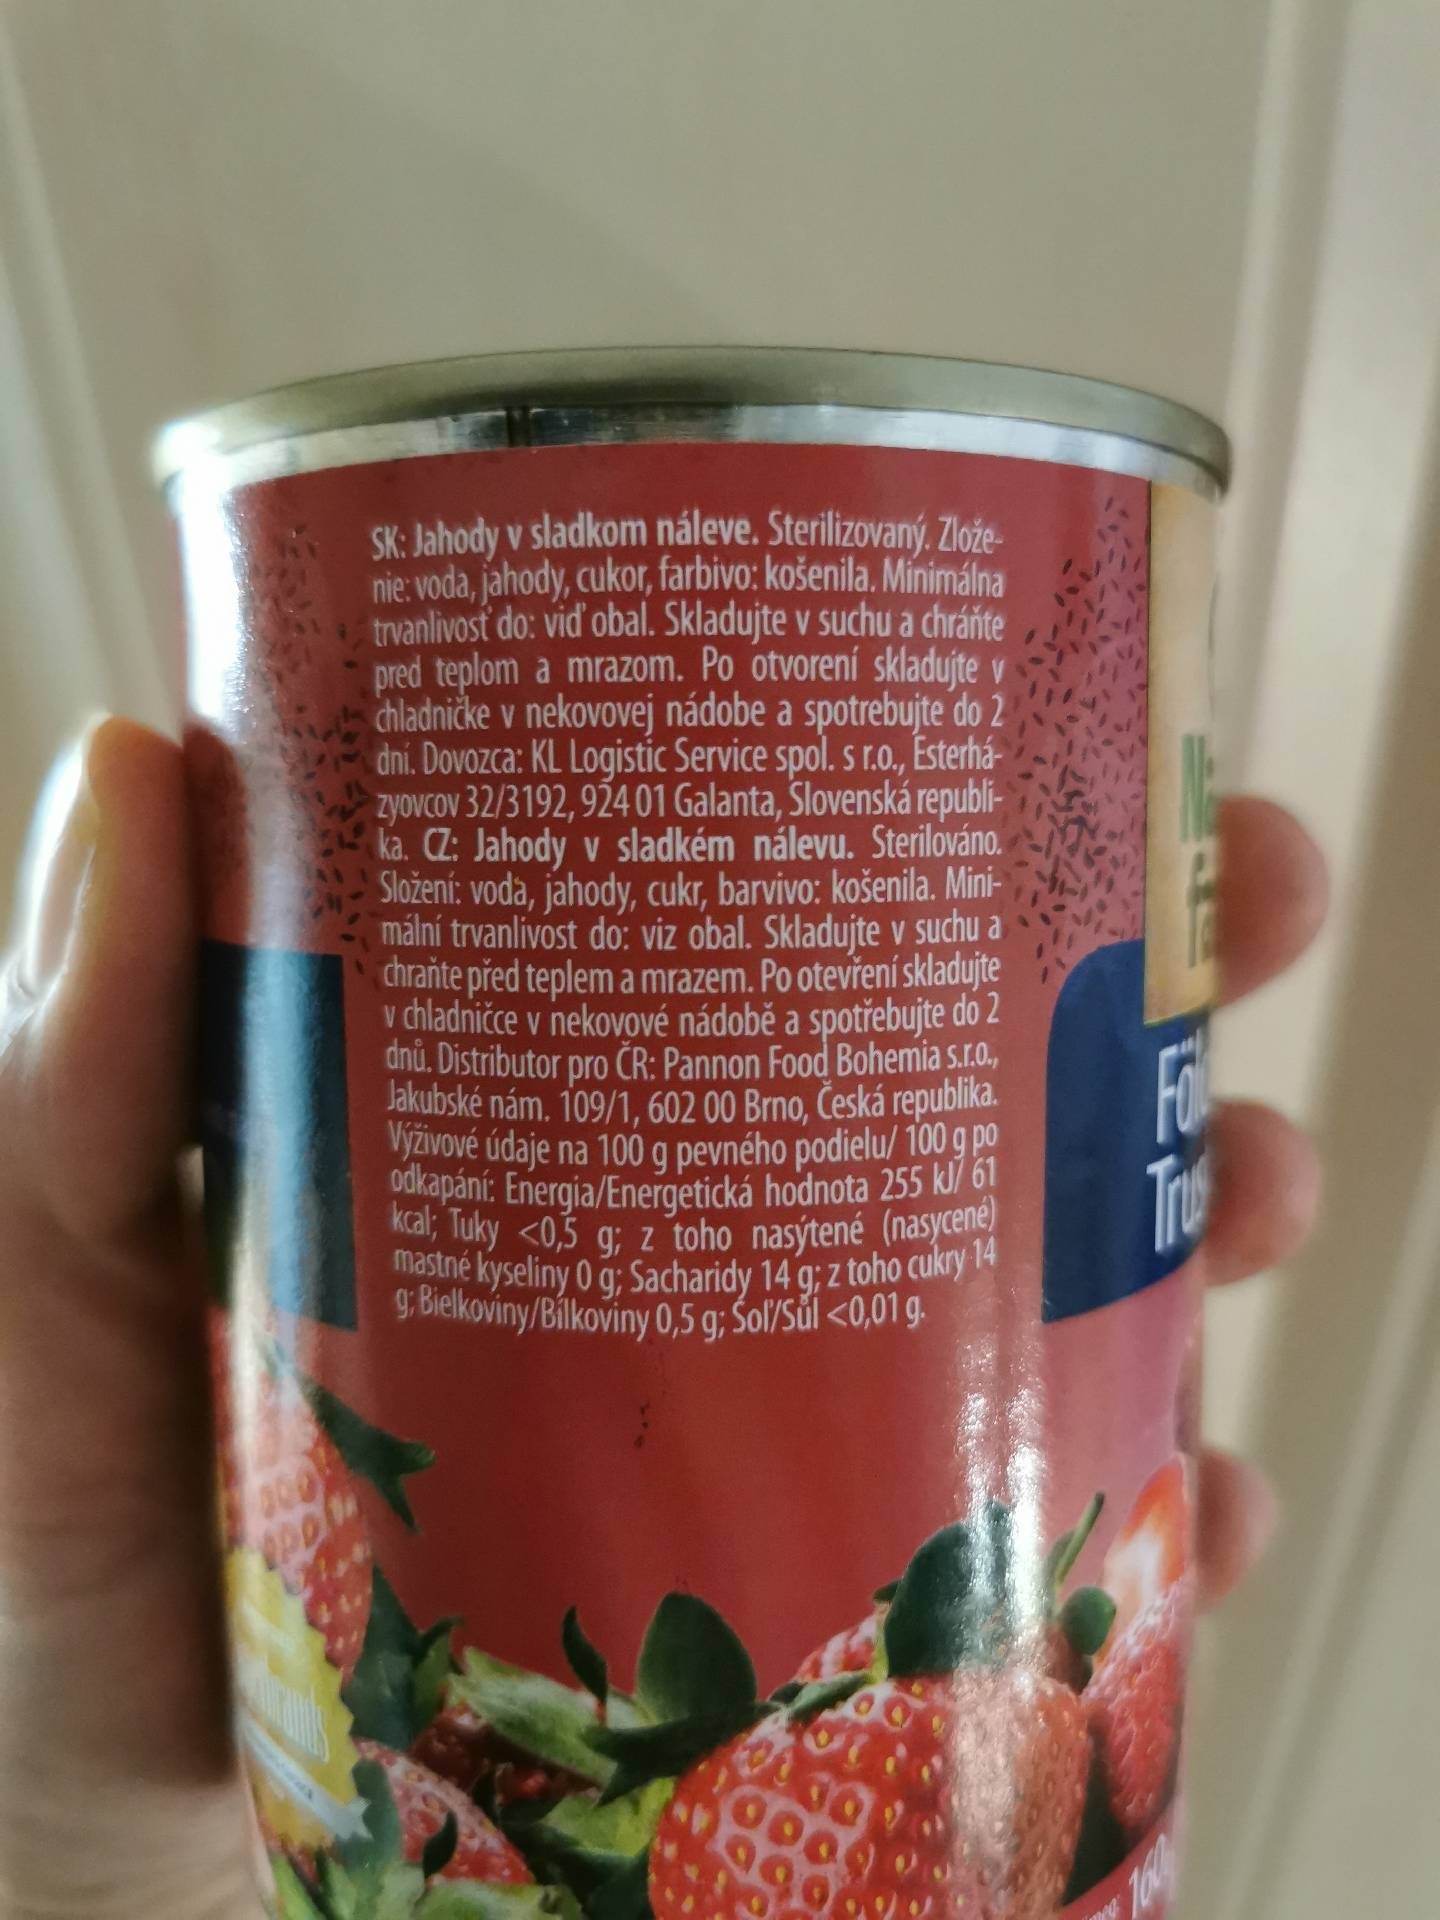 SK: Jahody v sladkom náleve. Sterilizovaný. Zlože-
nie: voda, jahody, cukor, farbivo: košenila. Minimálna
trvanlivosť do: viď obal. Skladujte v suchu a chráňte
pred teplom a mrazom. Po otvorení skladujte v
chladničke v nekovovej nádobe a spotrebujte do 2
dní. Dovozca: KL Logistic Service spol. s r.o., Esterhá-
zyovcov 32/3192, 924 01 Galanta, Slovenská republi-
ka. CZ: Jahody v sladkém nálevu. Sterilováno.
Složení: voda, jahody, cukr, barvivo: košenila. Mini-
mální trvanlivost do: viz obal. Skladujte v suchu a
chraňte před teplem a mrazem. Po otevření skladujte
v chladničce v nekovové nádobě a spotřebujte do 2
dnů. Distributor pro ČR: Pannon Food Bohemia s.r.o.,
Jakubské nám. 109/1, 602 00 Brno, Česká republika.
Výživové údaje na 100 g pevného podielu/ 100 g po
odkapání: Energia/Energetická hodnota 255 kJ/ 61
kcal; Tuky <0,5 g; z toho nasýtené (nasycené)
mastné kyseliny 0 g; Sacharidy 14 g; z toho cukry 14
g; Bielkoviny/Bílkoviny 0,5 g; Soľ/Sůl <0,01 g.